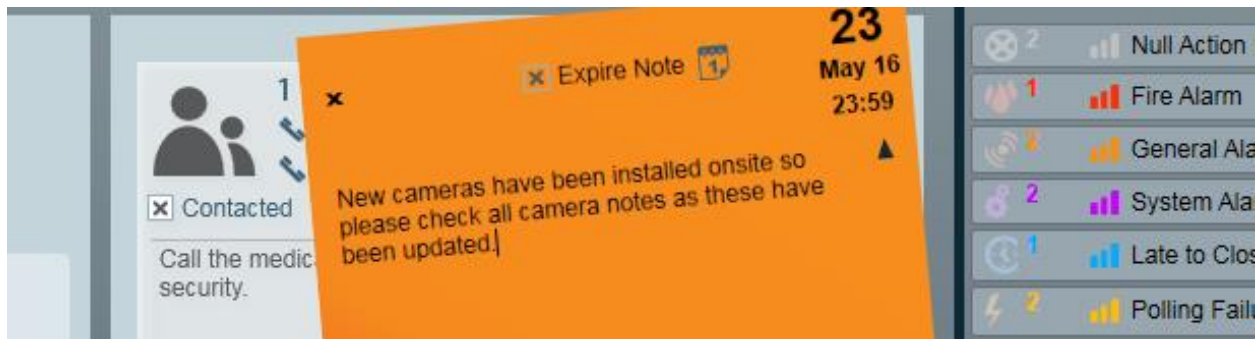 1
Contacted
Call the medic
security.
23
Expire Note 1
May 16
23:59
New cameras have been installed onsite so
please check all camera notes as these have
been updated.
2 Null Action
1 Fire Alarm
2 General Ala
2 System Ala
1 Late to Clos
2 Polling Failu